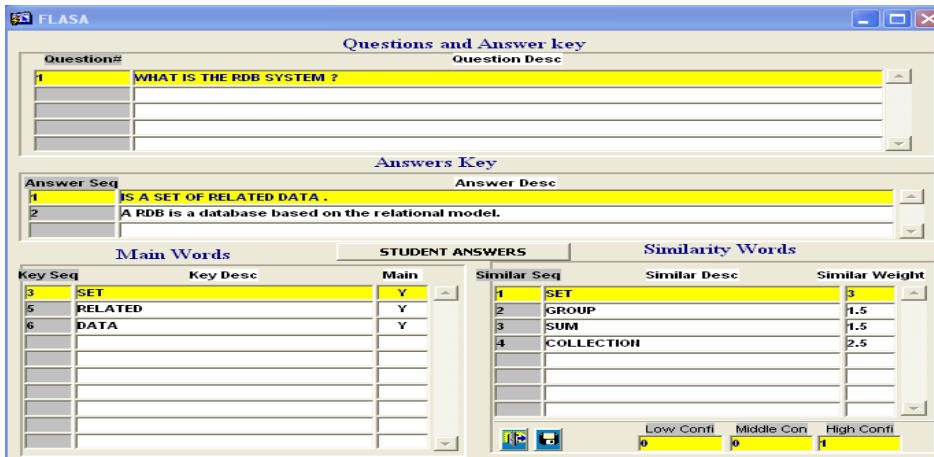 FLASA
Questions and Answer key
Question# Question Desc
1 WHAT IS THE RDB SYSTEM ?
Answers Key
Answer Seq Answer Desc
1 IS A SET OF RELATED DATA .
2 A RDB is a database based on the relational model.
Main Words STUDENT ANSWERS Similarity Words
Key Seq Key Desc Main Similar Seq Similar Desc Similar Weight
3 SET Y 1 SET 3
5 RELATED Y 2 GROUP 1.5
6 DATA Y 3 SUM 1.5
4 COLLECTION 2.5
Low Confi Middle Con High Confi
0 0 1